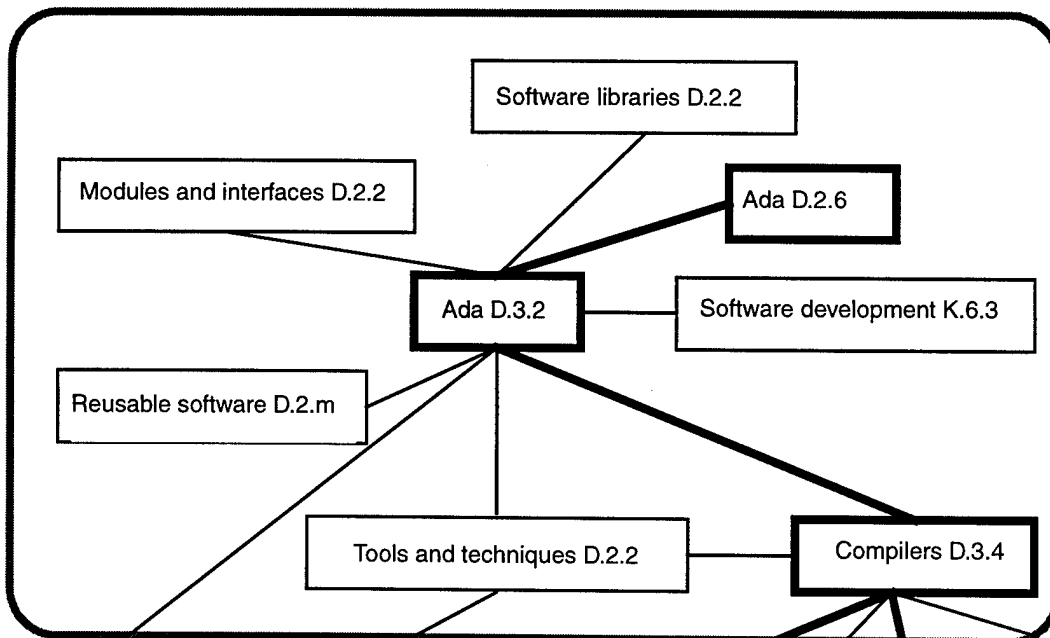 Software libraries D.2.2
Modules and interfaces D.2.2
Ada D.2.6
Ada D.3.2
Software development K.6.3
Reusable software D.2.m
Tools and techniques D.2.2
Compilers D.3.4